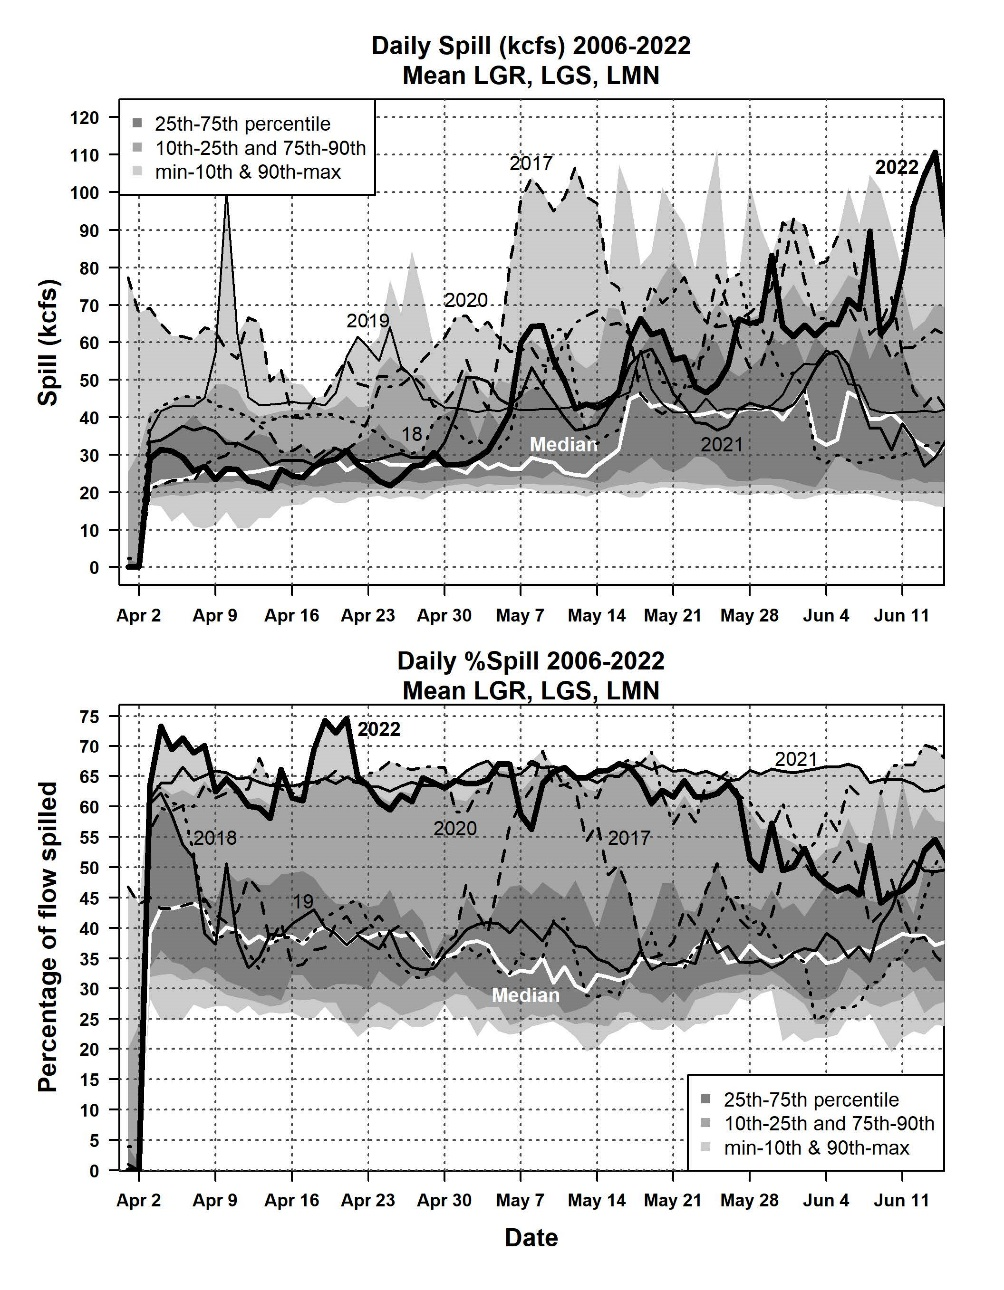 Daily Spill (kcfs) 2006-2022
Mean LGR, LGS, LMN
25th-75th percentile
10th-25th and 75th-90th
min-10th & 90th-max
Spill (kcfs)
120
110
100
90
80
70
60
50
40
30
20
10
0
2017
2022
2020
2019
18
Median
2021
Apr 2 Apr 9 Apr 16 Apr 23 Apr 30 May 7 May 14 May 21 May 28 Jun 4 Jun 11
Daily %Spill 2006-2022
Mean LGR, LGS, LMN
Percentage of flow spilled
75
70
65
60
55
50
45
40
35
30
25
20
15
10
5
0
2022
2021
2020
2018
2017
19
Median
25th-75th percentile
10th-25th and 75th-90th
min-10th & 90th-max
Apr 2 Apr 9 Apr 16 Apr 23 Apr 30 May 7 May 14 May 21 May 28 Jun 4 Jun 11
Date